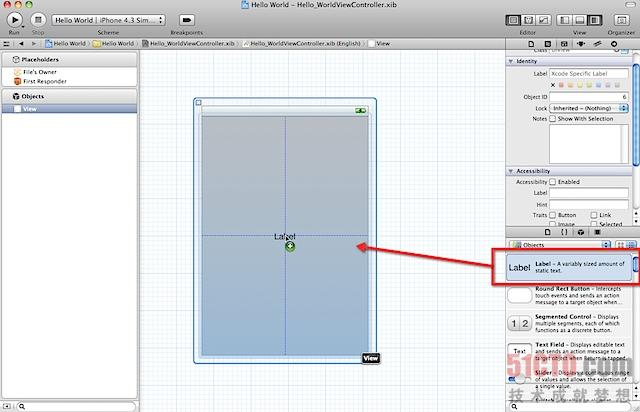 Hello World – Hello_WorldViewController.xib
Hello World | iPhone 4.3 Sim...
Run
Stop
Scheme
Breakpoints
Editor
View
Organizer
Hello World
Hello World
Hello_WorldViewController.xib
Hello_WorldViewController.xib (English)
View
Placeholders
File's Owner
First Responder
Objects
View
Label
View
Class UIView
Identity
Label Xcode Specific Label
Object ID 6
Lock Inherited – (Nothing)
Notes Show With Selection
Accessibility
Accessibility Enabled
Label
Hint
Traits Button Link
Image Selected
Objects
Label
Label – A variably sized amount of
static text.
Round Rect Button – Intercepts
touch events and sends an action
message to a target object when...
1 2
Segmented Control – Displays
multiple segments, each of which
functions as a discrete button.
Text
Text Field – Displays editable text
and sends an action message to a
target object when Return is tapped.
Slider – Displays a continuous range
of values and allows the selection of
a single value.
51CTO.com
技术成就梦想